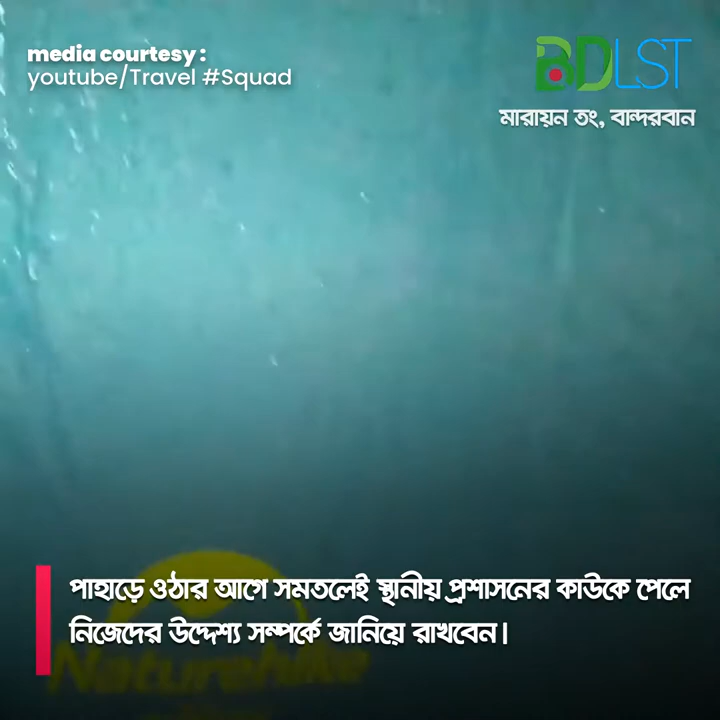 media courtesy :
youtube/Travel #Squad
BDLST
মারায়ন তং, বান্দরবান
পাহাড়ে ওঠার আগে সমতলেই স্থানীয় প্রশাসনের কাউকে পেলে
নিজেদের উদ্দেশ্য সম্পর্কে জানিয়ে রাখবেন।
Naturehike